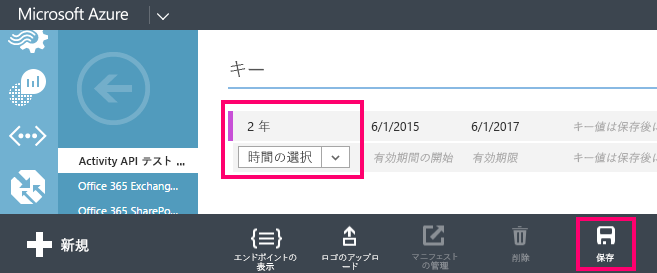 Microsoft Azure
キー
2 年 6/1/2015 6/1/2017 キー値は保存後に
時間の選択 有効期間の開始 有効期限 キー値は保存後に
Activity API テスト ...
Office 365 Exchang...
Office 365 SharePo...
新規
エンドポイントの
表示
ロゴのアップロ
ード
マニフェスト
の管理
削除
保存